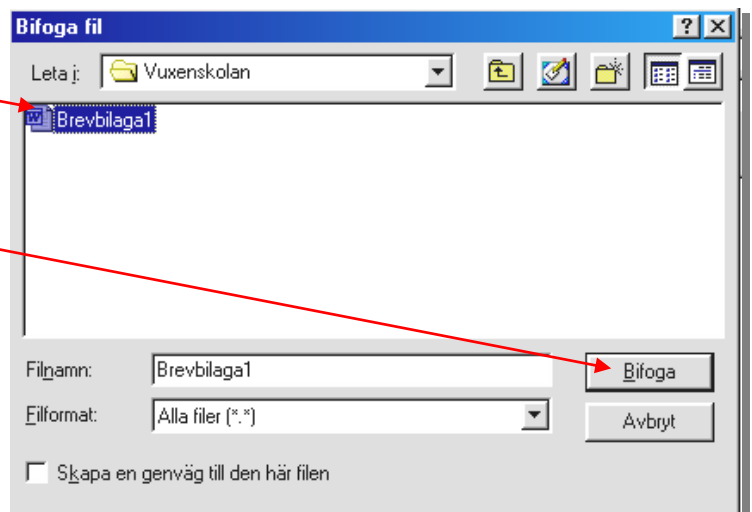 Bifoga fil
Leta i: Vuxenskolan
Brevbilaga1
Filnamn: Brevbilaga1 Bifoga
Filformat: Alla filer (*.*) Avbryt
Skapa en genväg till den här filen